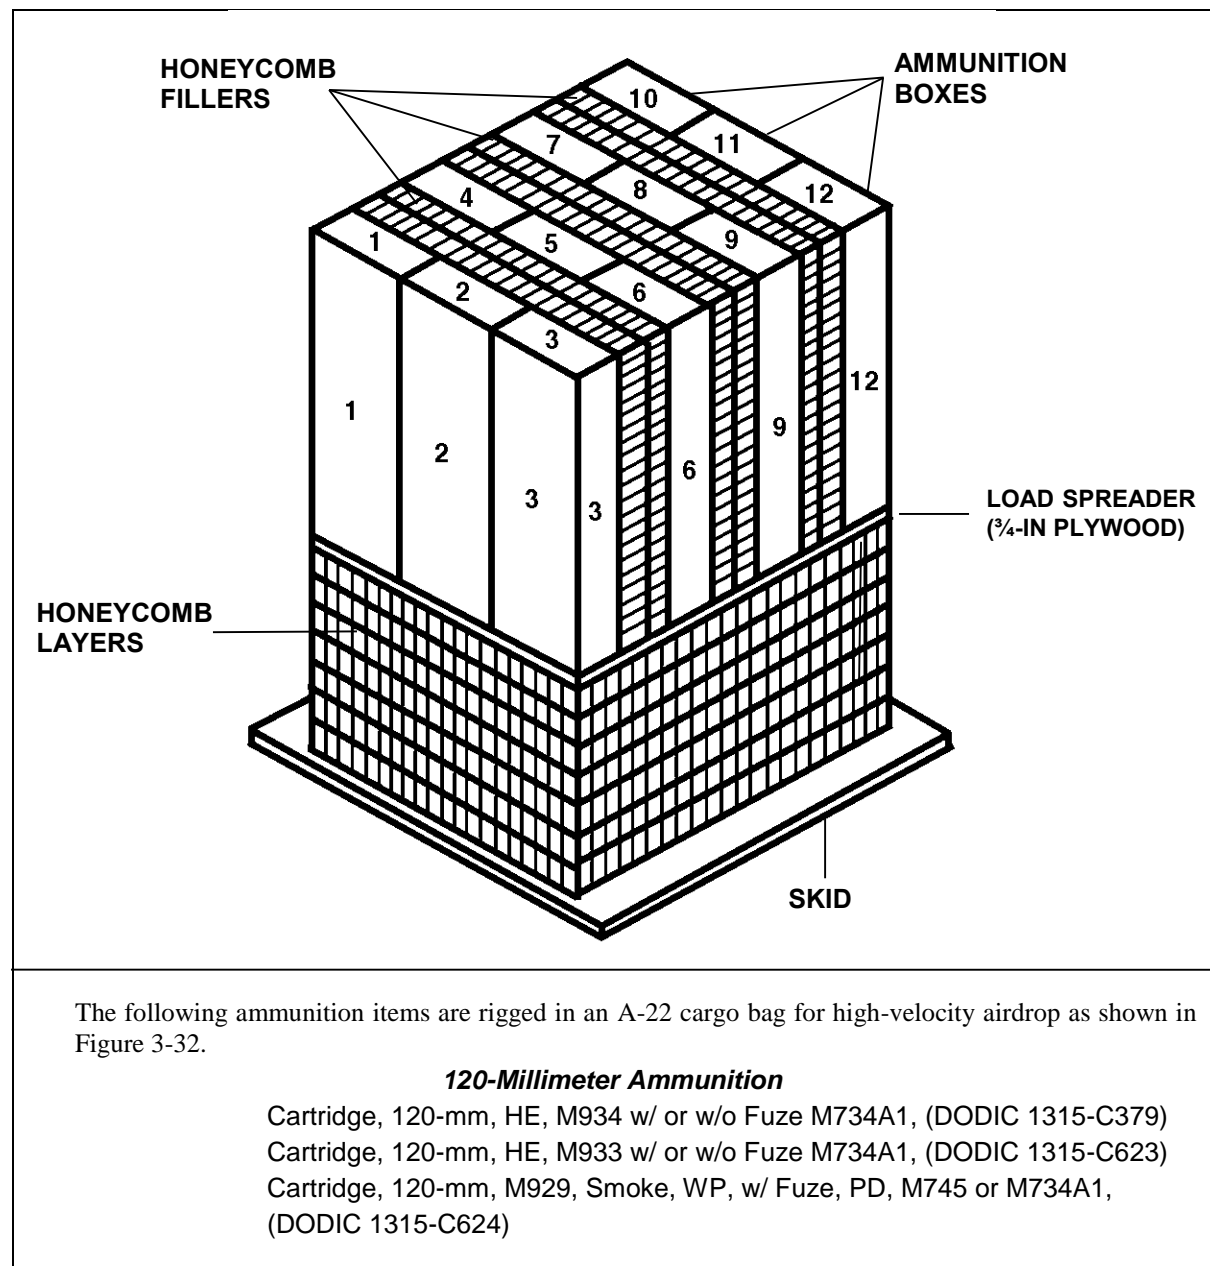 HONEYCOMB
FILLERS
AMMUNITION
BOXES
10
11
12
7
8
9
4
5
6
1
2
3
1
2
3
3
6
9
12
LOAD SPREADER
(¾-IN PLYWOOD)
HONEYCOMB
LAYERS
SKID
The following ammunition items are rigged in an A-22 cargo bag for high-velocity airdrop as shown in
Figure 3-32.
120-Millimeter Ammunition
Cartridge, 120-mm, HE, M934 w/ or w/o Fuze M734A1, (DODIC 1315-C379)
Cartridge, 120-mm, HE, M933 w/ or w/o Fuze M734A1, (DODIC 1315-C623)
Cartridge, 120-mm, M929, Smoke, WP, w/ Fuze, PD, M745 or M734A1,
(DODIC 1315-C624)